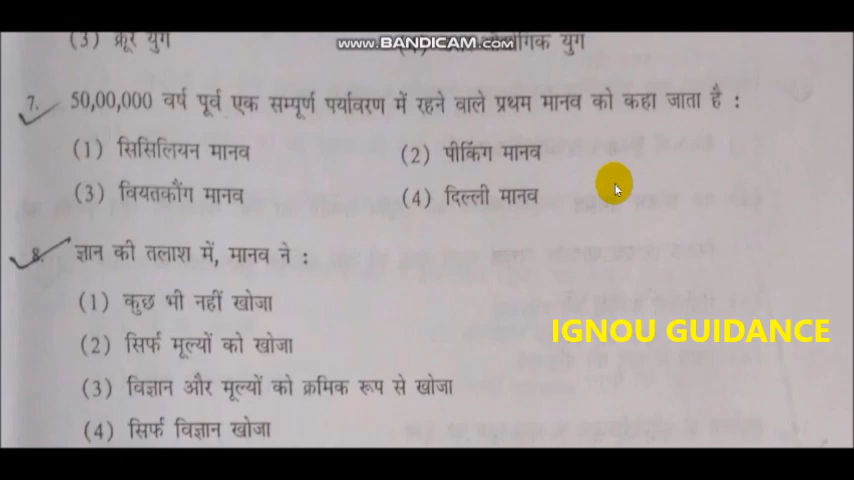 (3) क्रूर युग
www.BANDICAM.com
युग
7. 50,00,000 वर्ष पूर्व एक सम्पूर्ण पर्यावरण में रहने वाले प्रथम मानव को कहा जाता है :
(1) सिसिलियन मानव (2) पीकिंग मानव
(3) वियतकौंग मानव (4) दिल्ली मानव
8. ज्ञान की तलाश में, मानव ने :
(1) कुछ भी नहीं खोजा
(2) सिर्फ मूल्यों को खोजा
IGNOU GUIDANCE
(3) विज्ञान और मूल्यों को क्रमिक रूप से खोजा
(4) सिर्फ विज्ञान खोजा